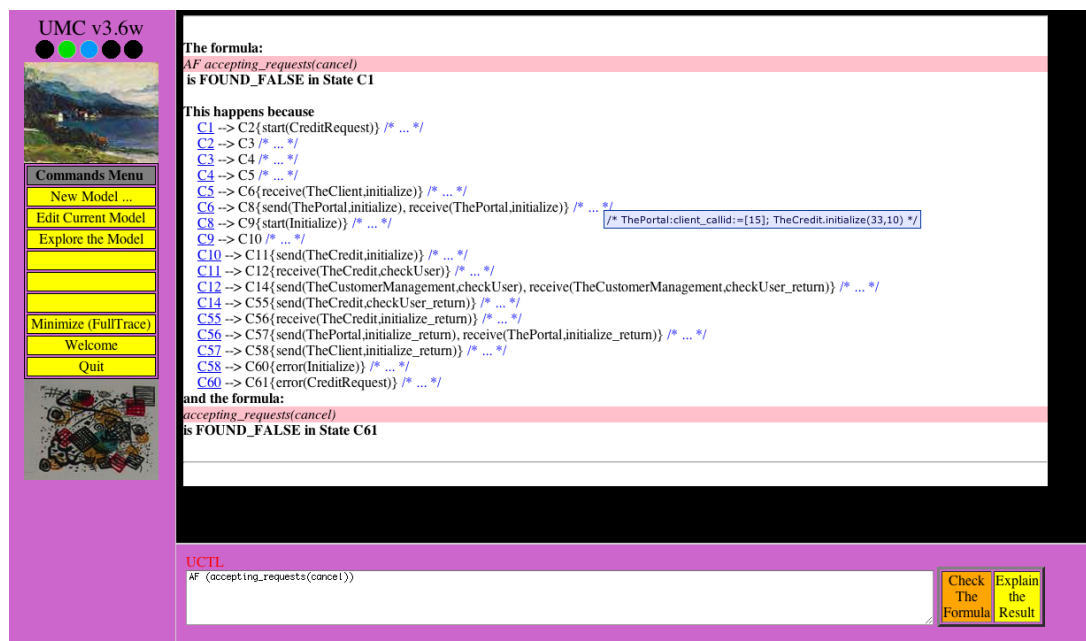 UMC v3.6w
Commands Menu
New Model ...
Edit Current Model
Explore the Model
Minimize (FullTrace)
Welcome
Quit
The formula:
AF accepting_requests(cancel)
is FOUND_FALSE in State C1
This happens because
C1 --> C2{start(CreditRequest)} /* ... */
C2 --> C3 /* ... */
C3 --> C4 /* ... */
C4 --> C5 /* ... */
C5 --> C6{receive(TheClient,initialize)} /* ... */
C6 --> C8{send(ThePortal,initialize), receive(ThePortal,initialize)} /* ... */
/* ThePortal:client_callid:=[15]; TheCredit.initialize(33,10) */
C8 --> C9{start(Initialize)} /* ... */
C9 --> C10 /* ... */
C10 --> C11{send(TheCredit,initialize)} /* ... */
C11 --> C12{receive(TheCredit,checkUser)} /* ... */
C12 --> C14{send(TheCustomerManagement,checkUser), receive(TheCustomerManagement,checkUser_return)} /* ... */
C14 --> C55{send(TheCredit,checkUser_return)} /* ... */
C55 --> C56{receive(TheCredit,initialize_return)} /* ... */
C56 --> C57{send(ThePortal,initialize_return), receive(ThePortal,initialize_return)} /* ... */
C57 --> C58{send(TheClient,initialize_return)} /* ... */
C58 --> C60{error(Initialize)} /* ... */
C60 --> C61{error(CreditRequest)} /* ... */
and the formula:
accepting_requests(cancel)
is FOUND_FALSE in State C61
UCTL
AF (accepting_requests(cancel))
Check
The
Formula
Explain
the
Result